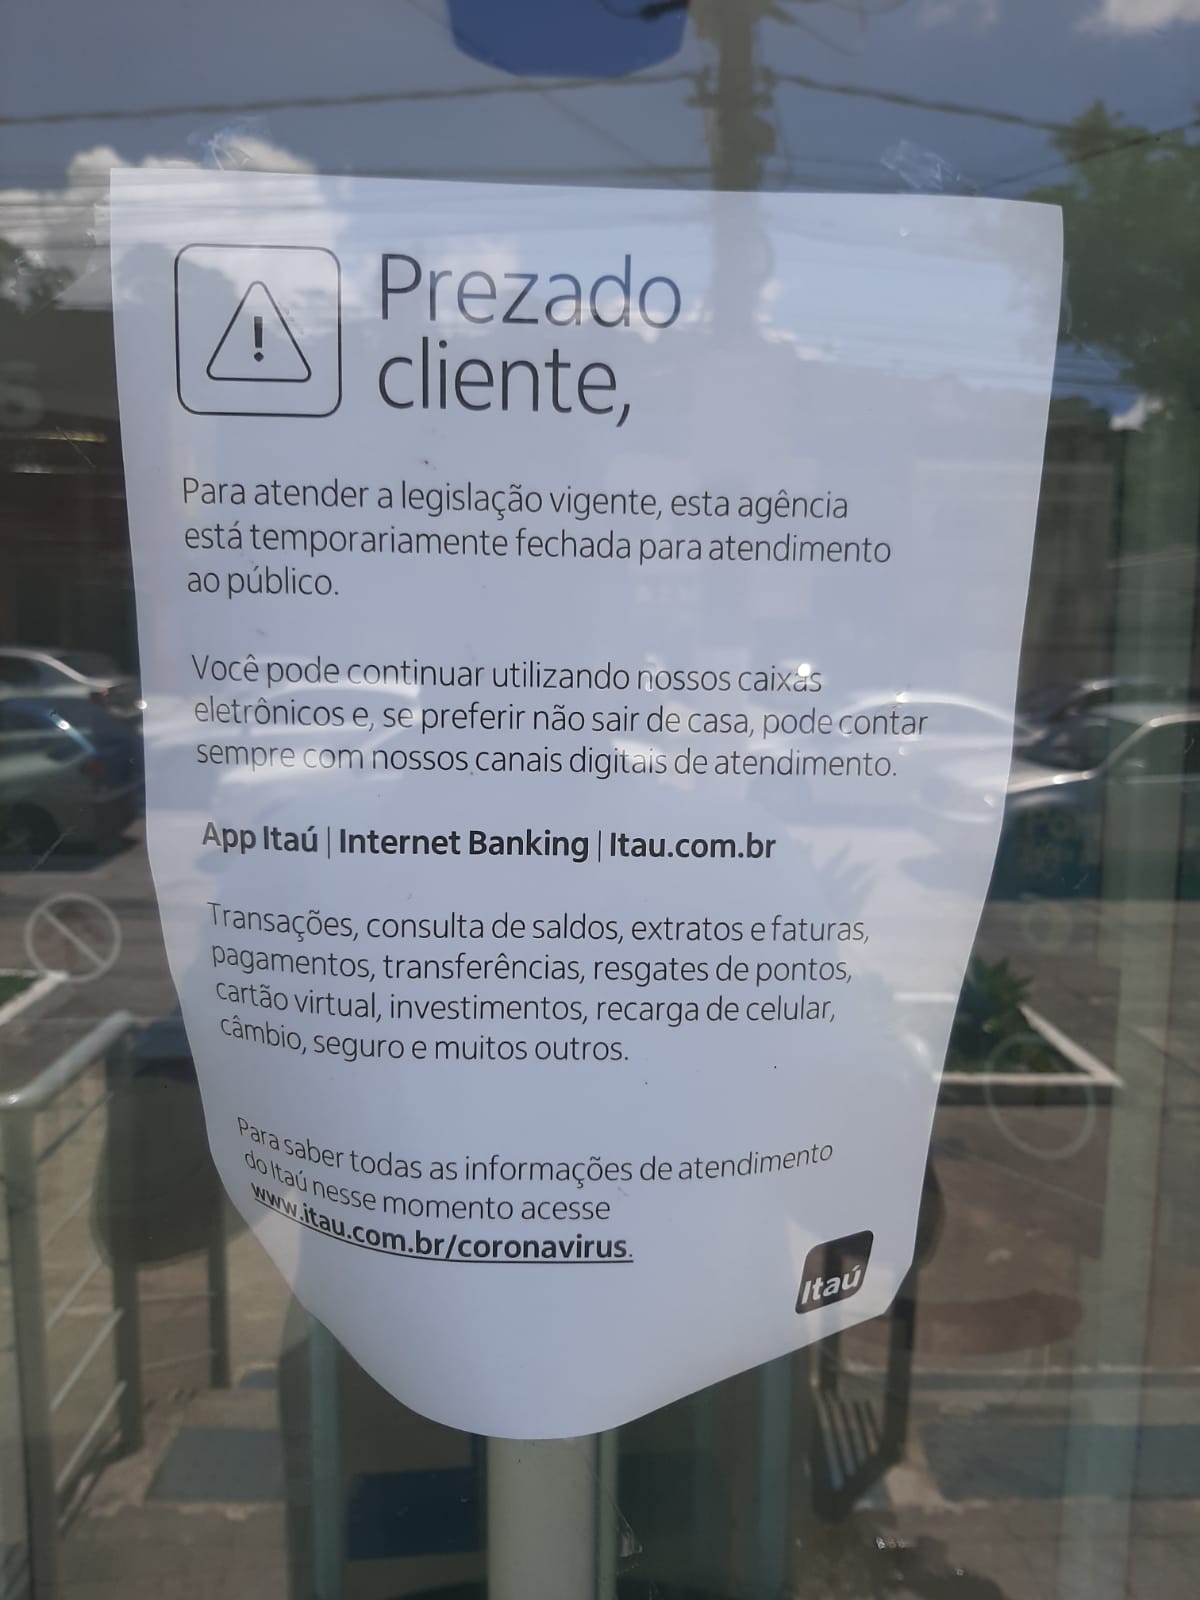 Prezado
cliente,
Para atender a legislação vigente, esta agência
está temporariamente fechada para atendimento
ao público.
Você pode continuar utilizando nossos caixas
eletrônicos e, se preferir não sair de casa, pode contar
sempre com nossos canais digitais de atendimento.
App Itaú | Internet Banking | Itau.com.br
Transações, consulta de saldos, extratos e faturas,
pagamentos, transferências, resgates de pontos,
cartão virtual, investimentos, recarga de celular,
câmbio, seguro e muitos outros.
Para saber todas as informações de atendimento
do Itaú nesse momento acesse
www.itau.com.br/coronavirus.
Itaú